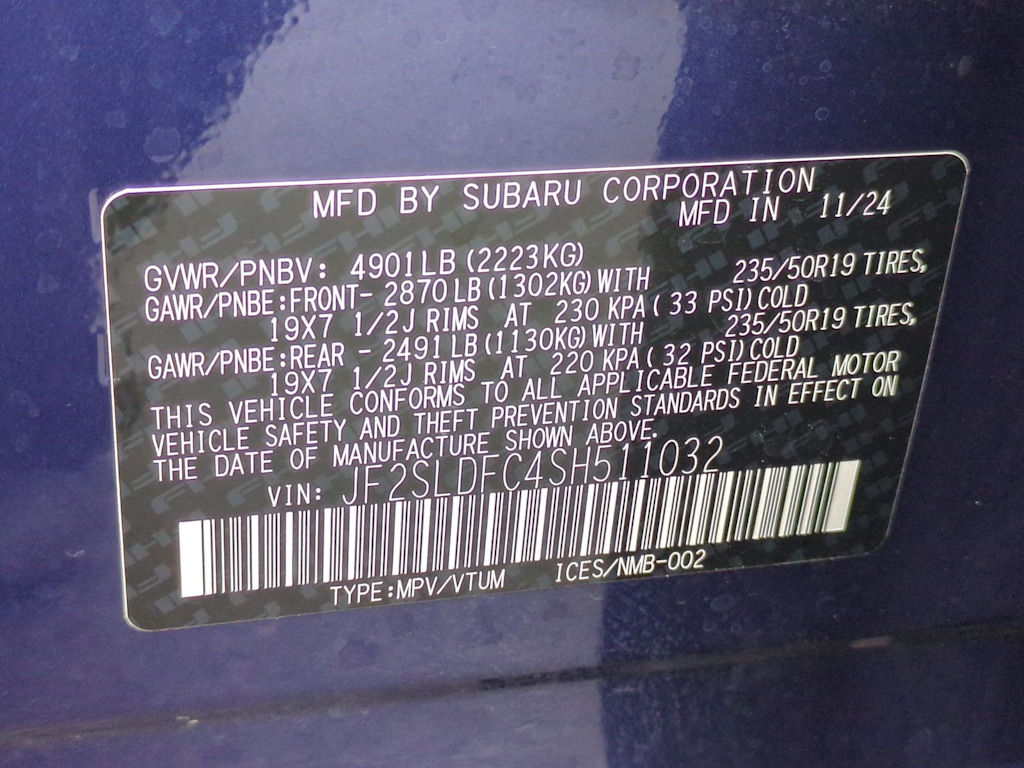 MFD BY SUBARU CORPORATION
MFD IN 11/24
GVWR/PNBV: 4901LB (2223KG)
GAWR/PNBE:FRONT- 2870LB (1302KG) WITH 235/50R19 TIRES,
19X7 1/2J RIMS AT 230 KPA ( 33 PSI) COLD
GAWR/PNBE:REAR - 2491LB (1130KG) WITH 235/50R19 TIRES,
19X7 1/2J RIMS AT 220 KPA ( 32 PSI) COLD
THIS VEHICLE CONFORMS TO ALL APPLICABLE FEDERAL MOTOR
VEHICLE SAFETY AND THEFT PREVENTION STANDARDS IN EFFECT ON
THE DATE OF MANUFACTURE SHOWN ABOVE.
VIN: JF2SLDFC4SH511032
TYPE:MPV/VTUM ICES/NMB-002